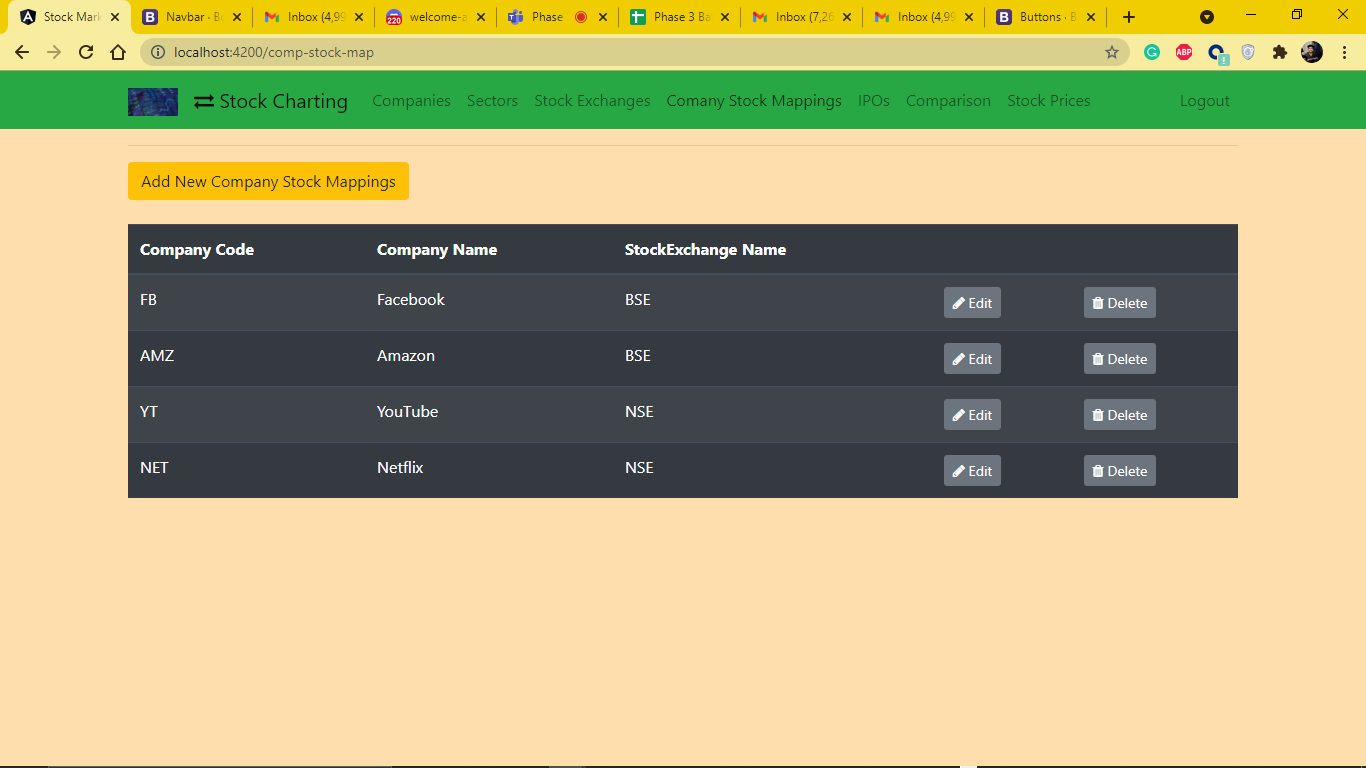 Stock Mark
Navbar · B
Inbox (4,99
welcome-a
Phase
Phase 3 Ba
Inbox (7,26
Inbox (4,99
Buttons · B
localhost:4200/comp-stock-map
ABP
Stock Charting
Companies
Sectors
Stock Exchanges
Comany Stock Mappings
IPOs
Comparison
Stock Prices
Logout
Add New Company Stock Mappings
Company Code Company Name StockExchange Name
FB Facebook BSE Edit Delete
AMZ Amazon BSE Edit Delete
YT YouTube NSE Edit Delete
NET Netflix NSE Edit Delete